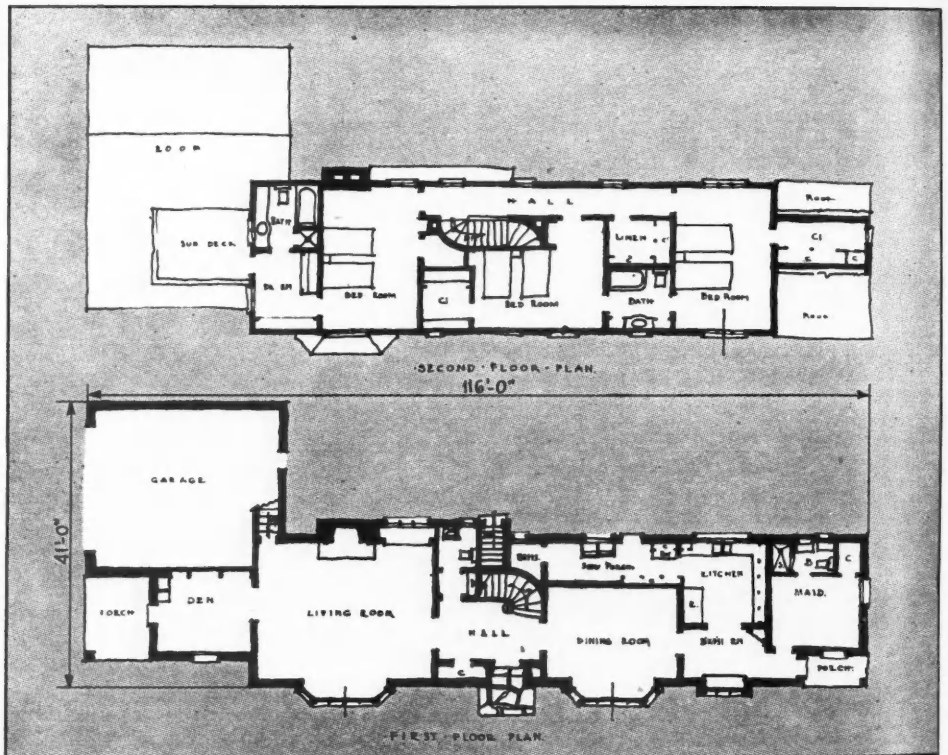 ROOF
SUN DECK
BATH
DR. RM
BED ROOM
HALL
CL
BED ROOM
LINEN
C
BATH
BED ROOM
ROOF
CL
C
C
ROOF
·SECOND·FLOOR·PLAN.
116'-0"
41'-0"
GARAGE
PORCH
DEN
LIVING ROOM
HALL
C
DINING ROOM
KITCHEN
R.
BKFST RM
B
C
MAID.
PORCH
FIRST·FLOOR PLAN.